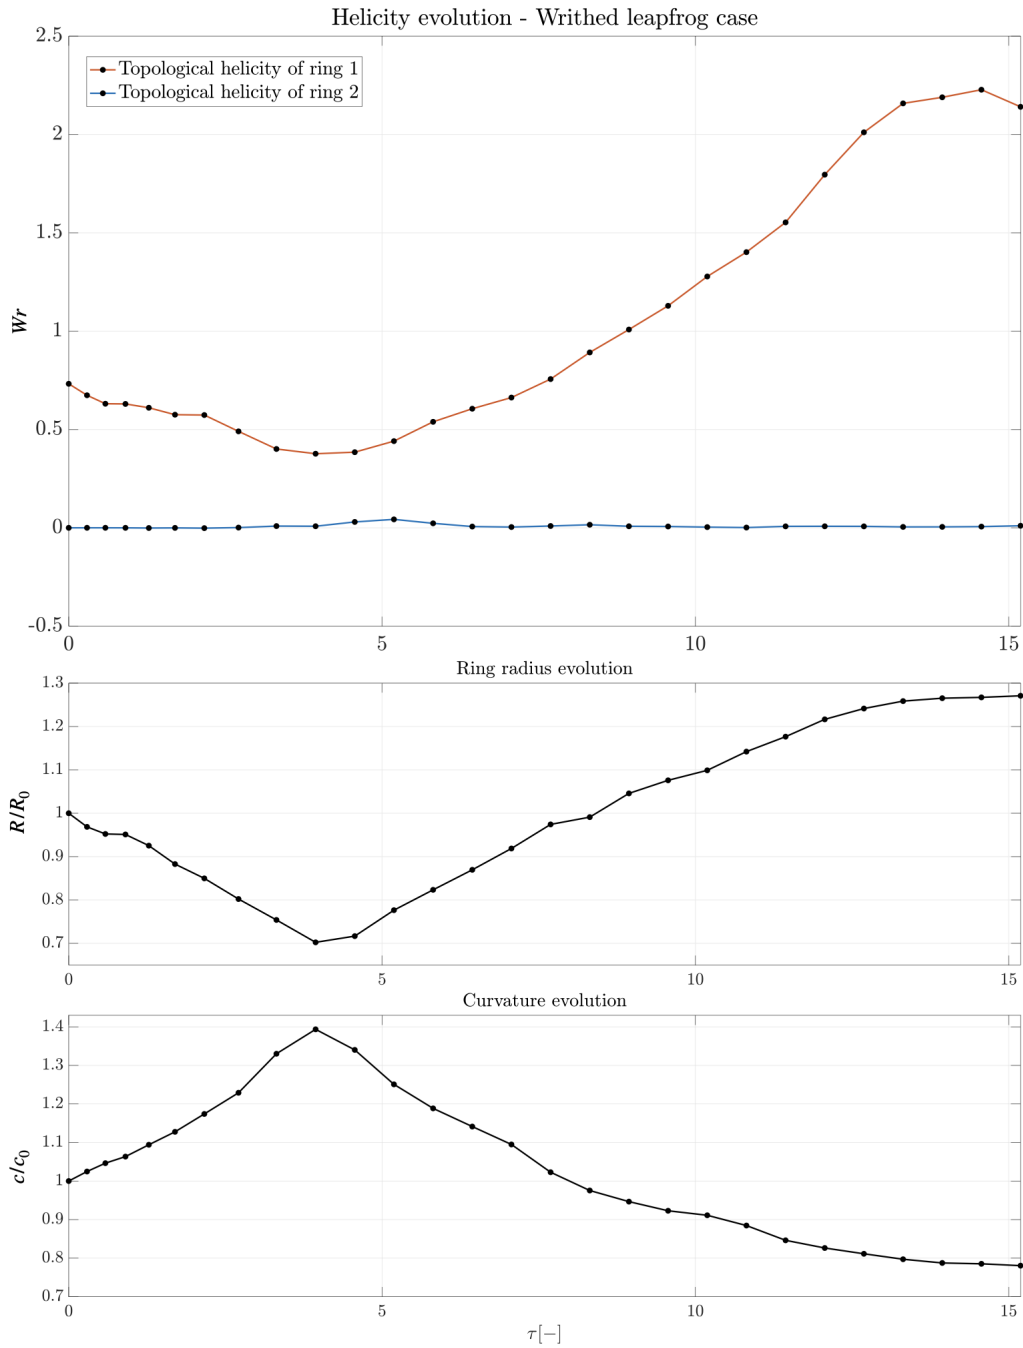 Helicity evolution - Writhed leapfrog case
2.5
Topological helicity of ring 1
Topological helicity of ring 2
2
1.5
Wr
1
0.5
0
-0.5
0 5 10 15
Ring radius evolution
1.3
1.2
1.1
R/R0
1
0.9
0.8
0.7
0 5 10 15
Curvature evolution
1.4
1.3
1.2
1.1
c/c0
1
0.9
0.8
0.7
0 5 10 15
τ[−]